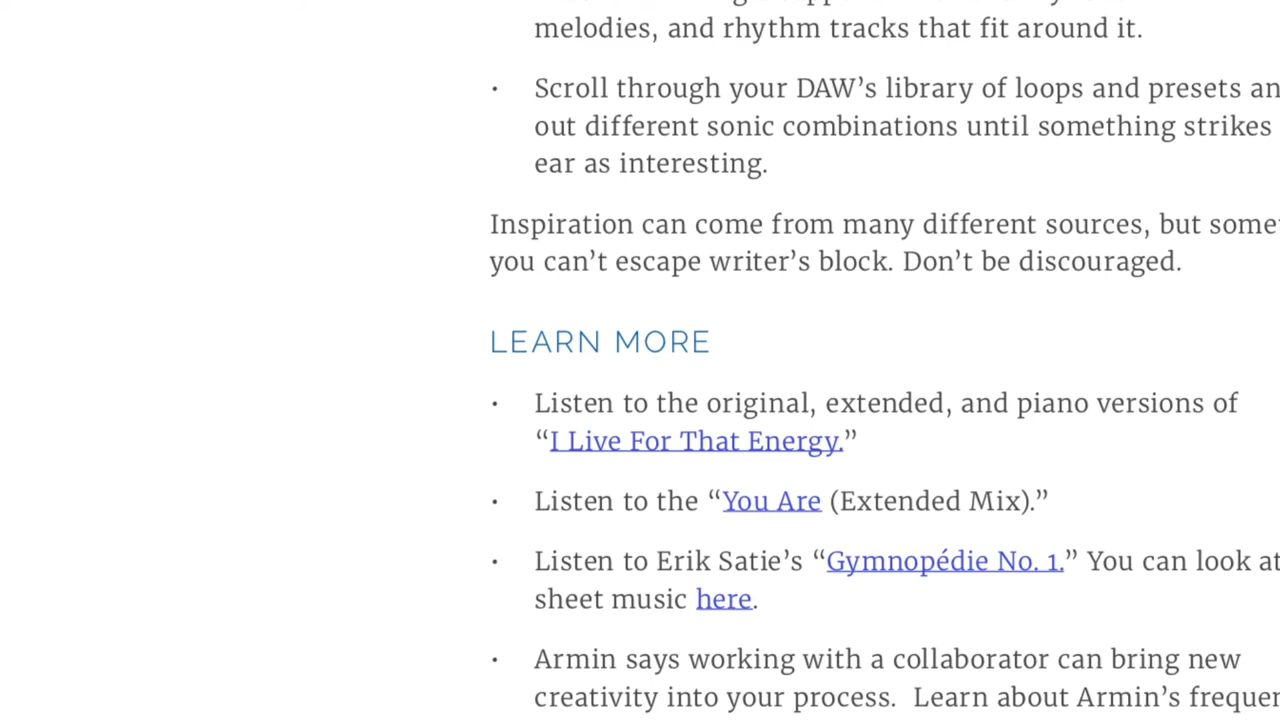 melodies, and rhythm tracks that fit around it.
• Scroll through your DAW’s library of loops and presets
out different sonic combinations until something strikes
ear as interesting.
Inspiration can come from many different sources, but
you can’t escape writer’s block. Don’t be discouraged.
LEARN MORE
• Listen to the original, extended, and piano versions of
“I Live For That Energy.”
• Listen to the “You Are (Extended Mix).”
• Listen to Erik Satie’s “Gymnopédie No. 1.” You can look at
sheet music here.
• Armin says working with a collaborator can bring new
creativity into your process. Learn about Armin’s